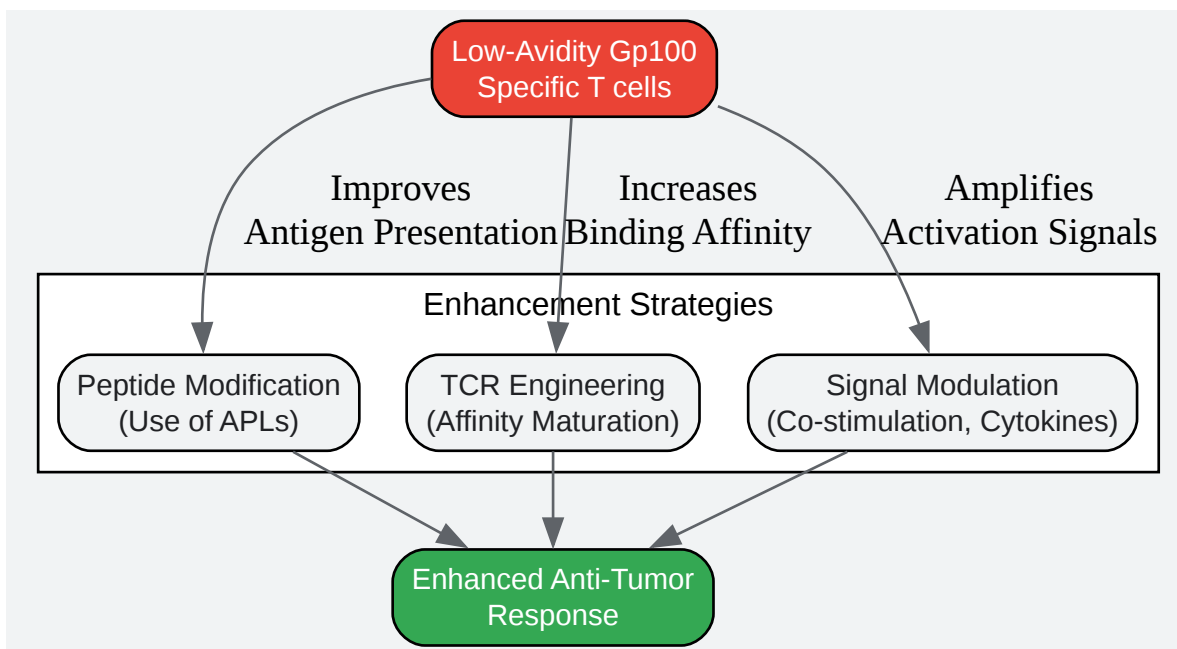 Low-Avidity Gp100
Specific T cells
Improves
Antigen Presentation
Increases
Binding Affinity
Amplifies
Activation Signals
Enhancement Strategies
Peptide Modification
(Use of APLs)
TCR Engineering
(Affinity Maturation)
Signal Modulation
(Co-stimulation, Cytokines)
Enhanced Anti-Tumor
Response